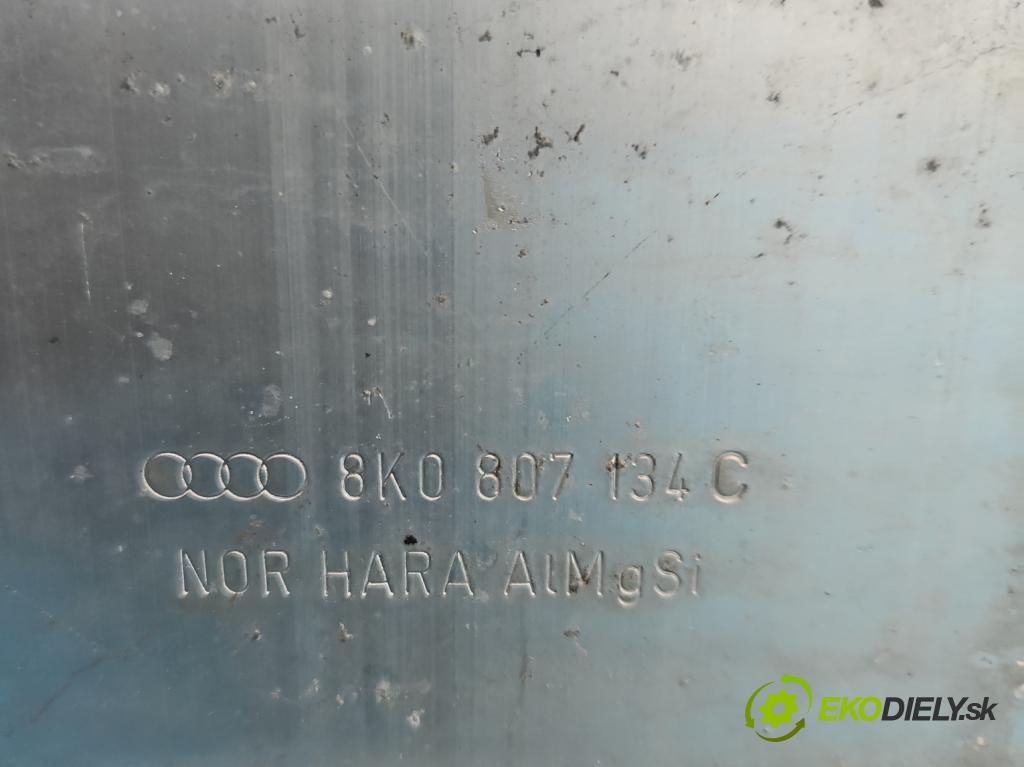 8K0 807 134 C
NOR HARA AlMgSi
EKODIELY.sk